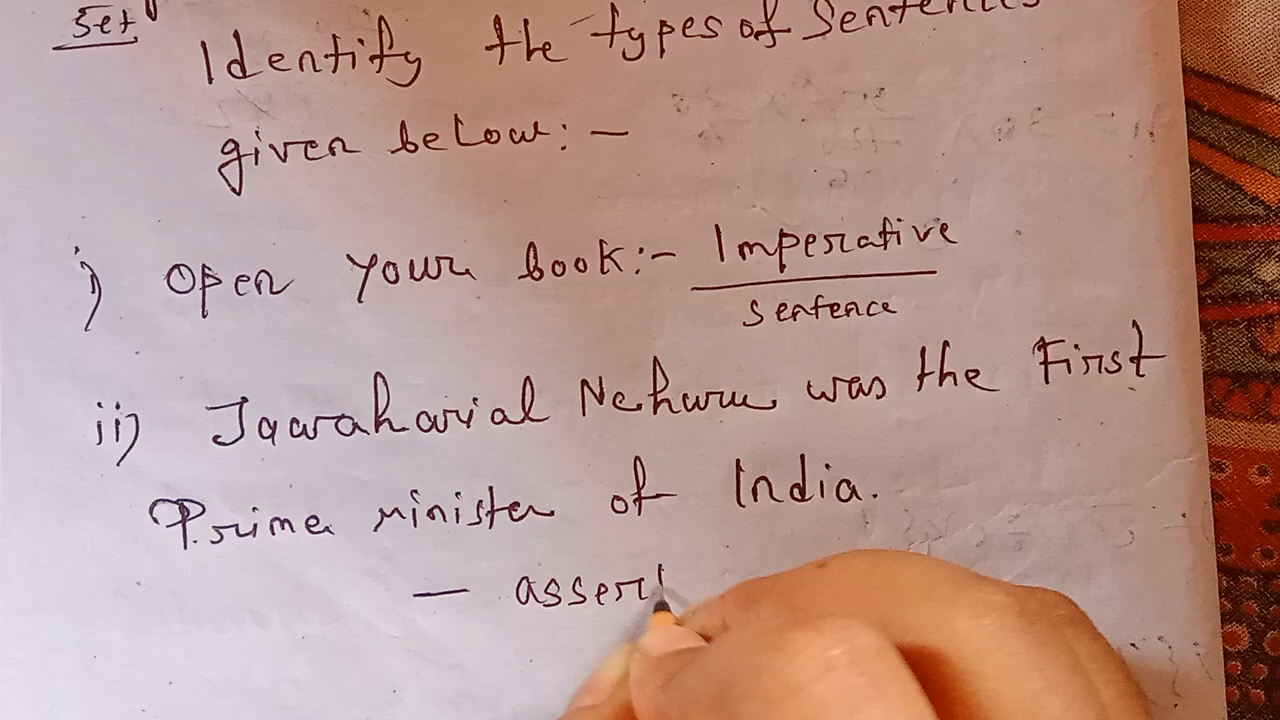 Set
Identify the types of Sentences
given below:-
i) Open your book:- Imperative
sentence
ii) Jawaharlal Nehru was the First
Prime minister of India.
- assert